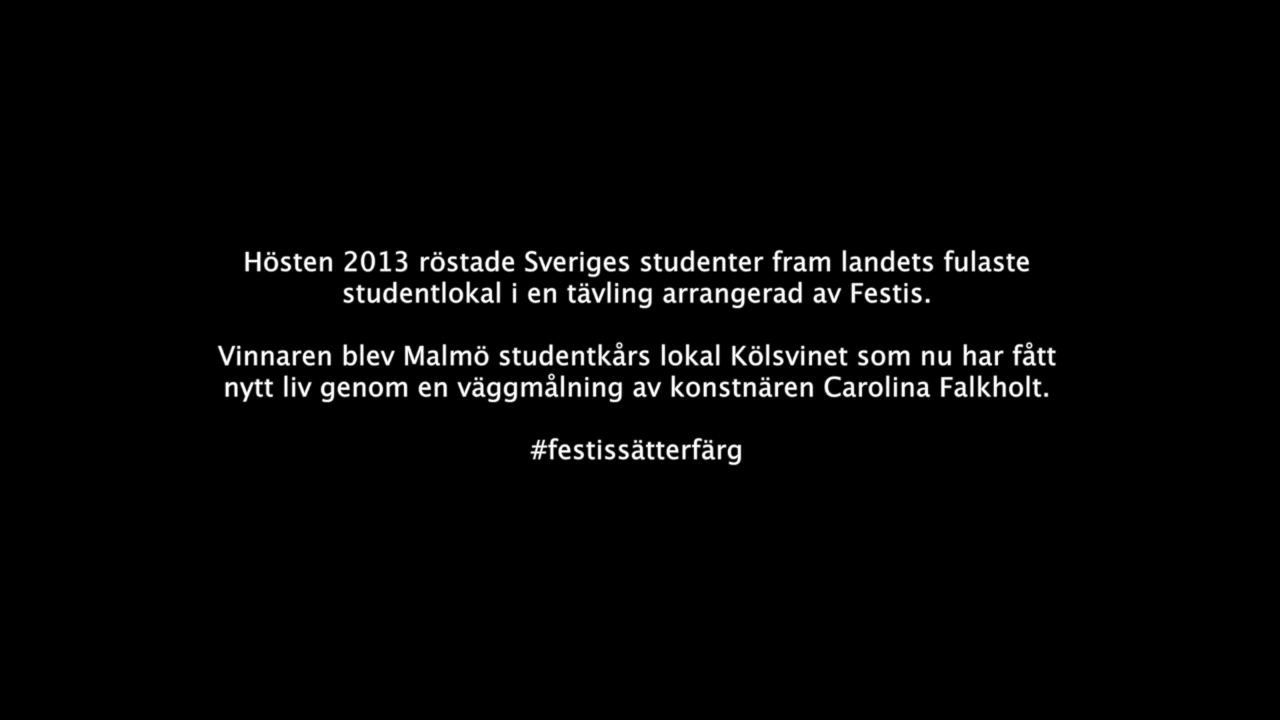 Hösten 2013 röstade Sveriges studenter fram landets fulaste
studentlokal i en tävling arrangerad av Festis.
Vinnaren blev Malmö studentkårs lokal Kölsvinet som nu har fått
nytt liv genom en väggmålning av konstnären Carolina Falkholt.
#festissätterfärg